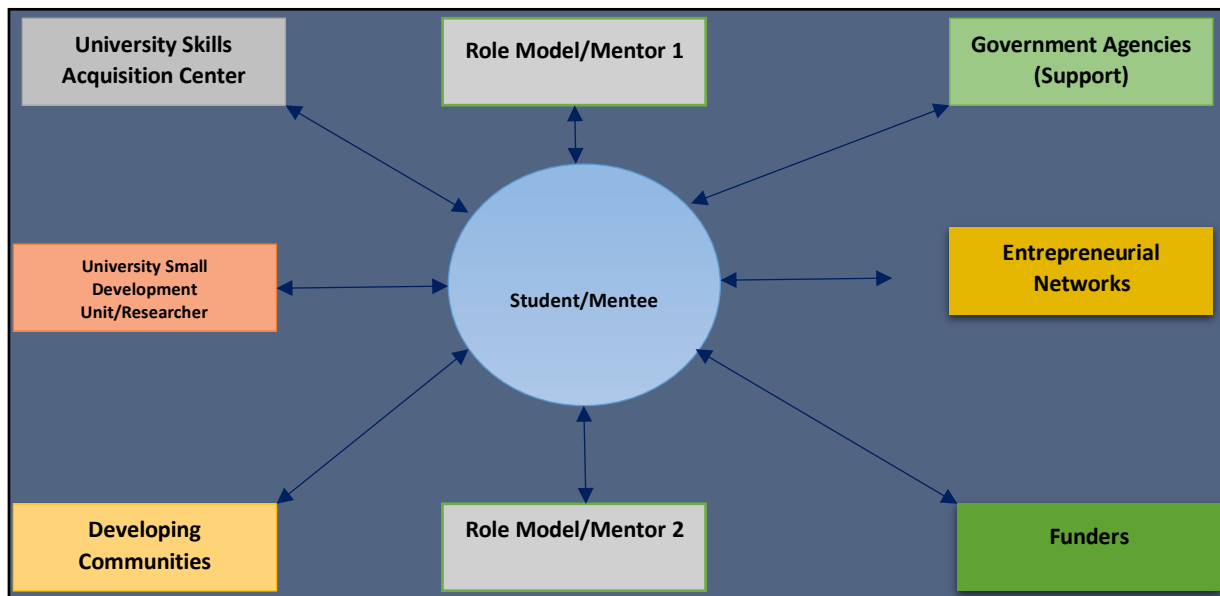 University Skills
Acquisition Center
Role Model/Mentor 1
Government Agencies
(Support)
University Small
Development
Unit/Researcher
Student/Mentee
Entrepreneurial
Networks
Developing
Communities
Role Model/Mentor 2
Funders